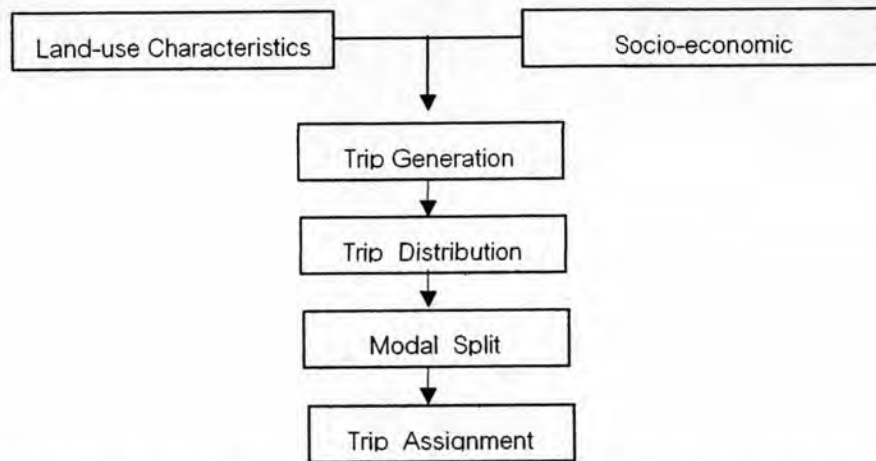 Land-use Characteristics
Socio-economic
Trip Generation
Trip Distribution
Modal Split
Trip Assignment